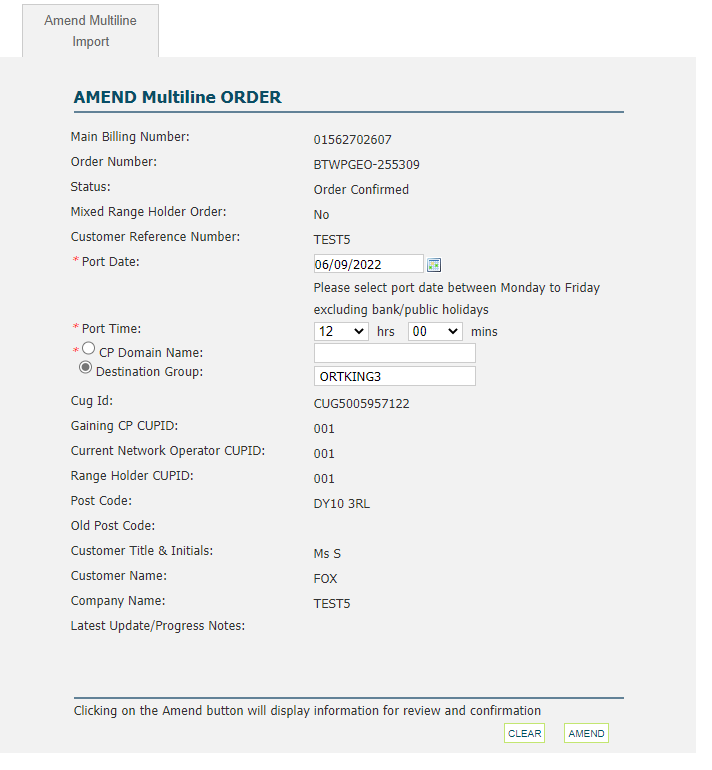 Amend Multiline
Import
AMEND Multiline ORDER
Main Billing Number: 01562702607
Order Number: BTWPGEO-255309
Status: Order Confirmed
Mixed Range Holder Order: No
Customer Reference Number: TEST5
* Port Date: 06/09/2022
Please select port date between Monday to Friday
excluding bank/public holidays
* Port Time: 12 hrs 00 mins
* CP Domain Name:
Destination Group: ORTKING3
Cug Id: CUG5005957122
Gaining CP CUPID: 001
Current Network Operator CUPID: 001
Range Holder CUPID: 001
Post Code: DY10 3RL
Old Post Code:
Customer Title & Initials: Ms S
Customer Name: FOX
Company Name: TEST5
Latest Update/Progress Notes:
Clicking on the Amend button will display information for review and confirmation
CLEAR AMEND